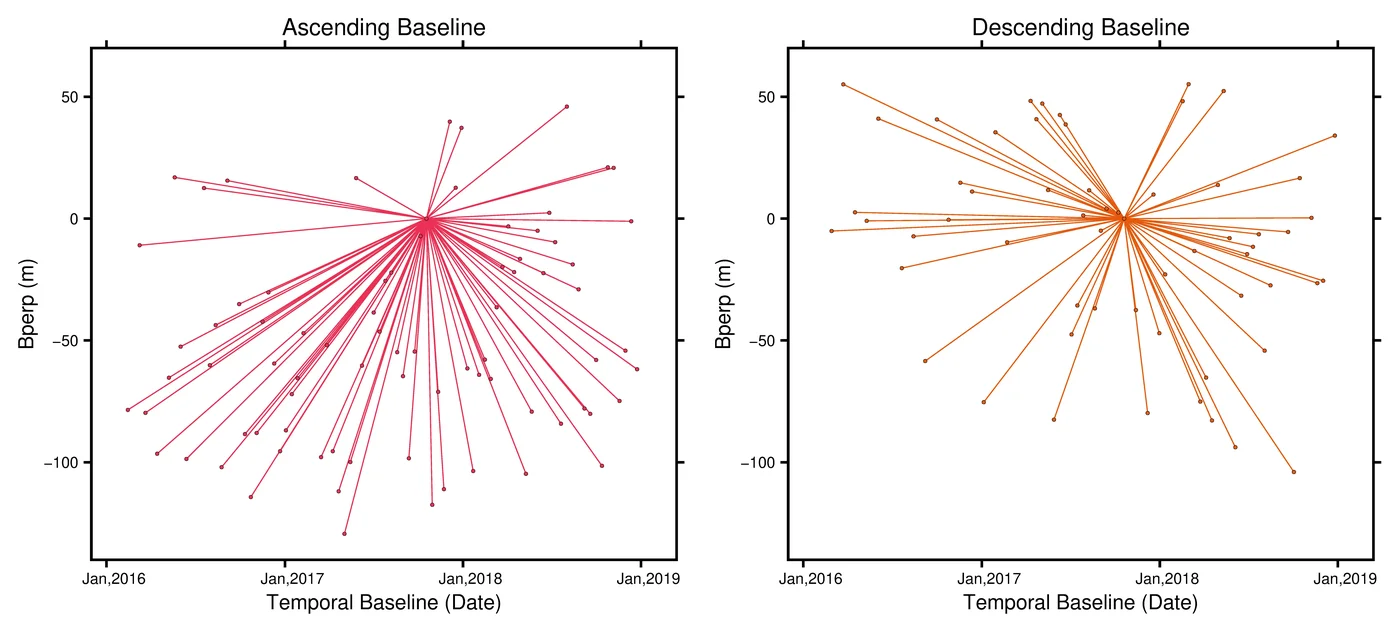 Ascending Baseline
Bperp (m)
50
0
−50
−100
Jan,2016 Jan,2017 Jan,2018 Jan,2019
Temporal Baseline (Date)
Descending Baseline
Bperp (m)
50
0
−50
−100
Jan,2016 Jan,2017 Jan,2018 Jan,2019
Temporal Baseline (Date)